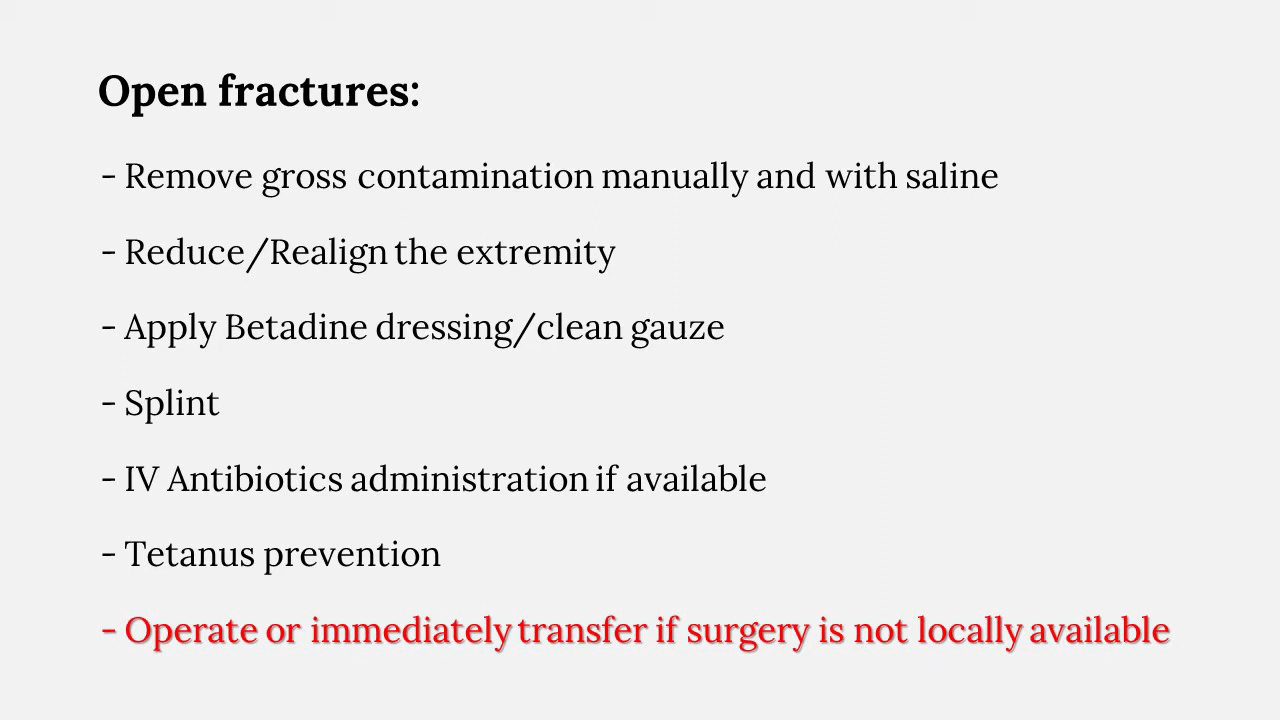 Open fractures:
- Remove gross contamination manually and with saline
- Reduce/Realign the extremity
- Apply Betadine dressing/clean gauze
- Splint
- IV Antibiotics administration if available
- Tetanus prevention
- Operate or immediately transfer if surgery is not locally available